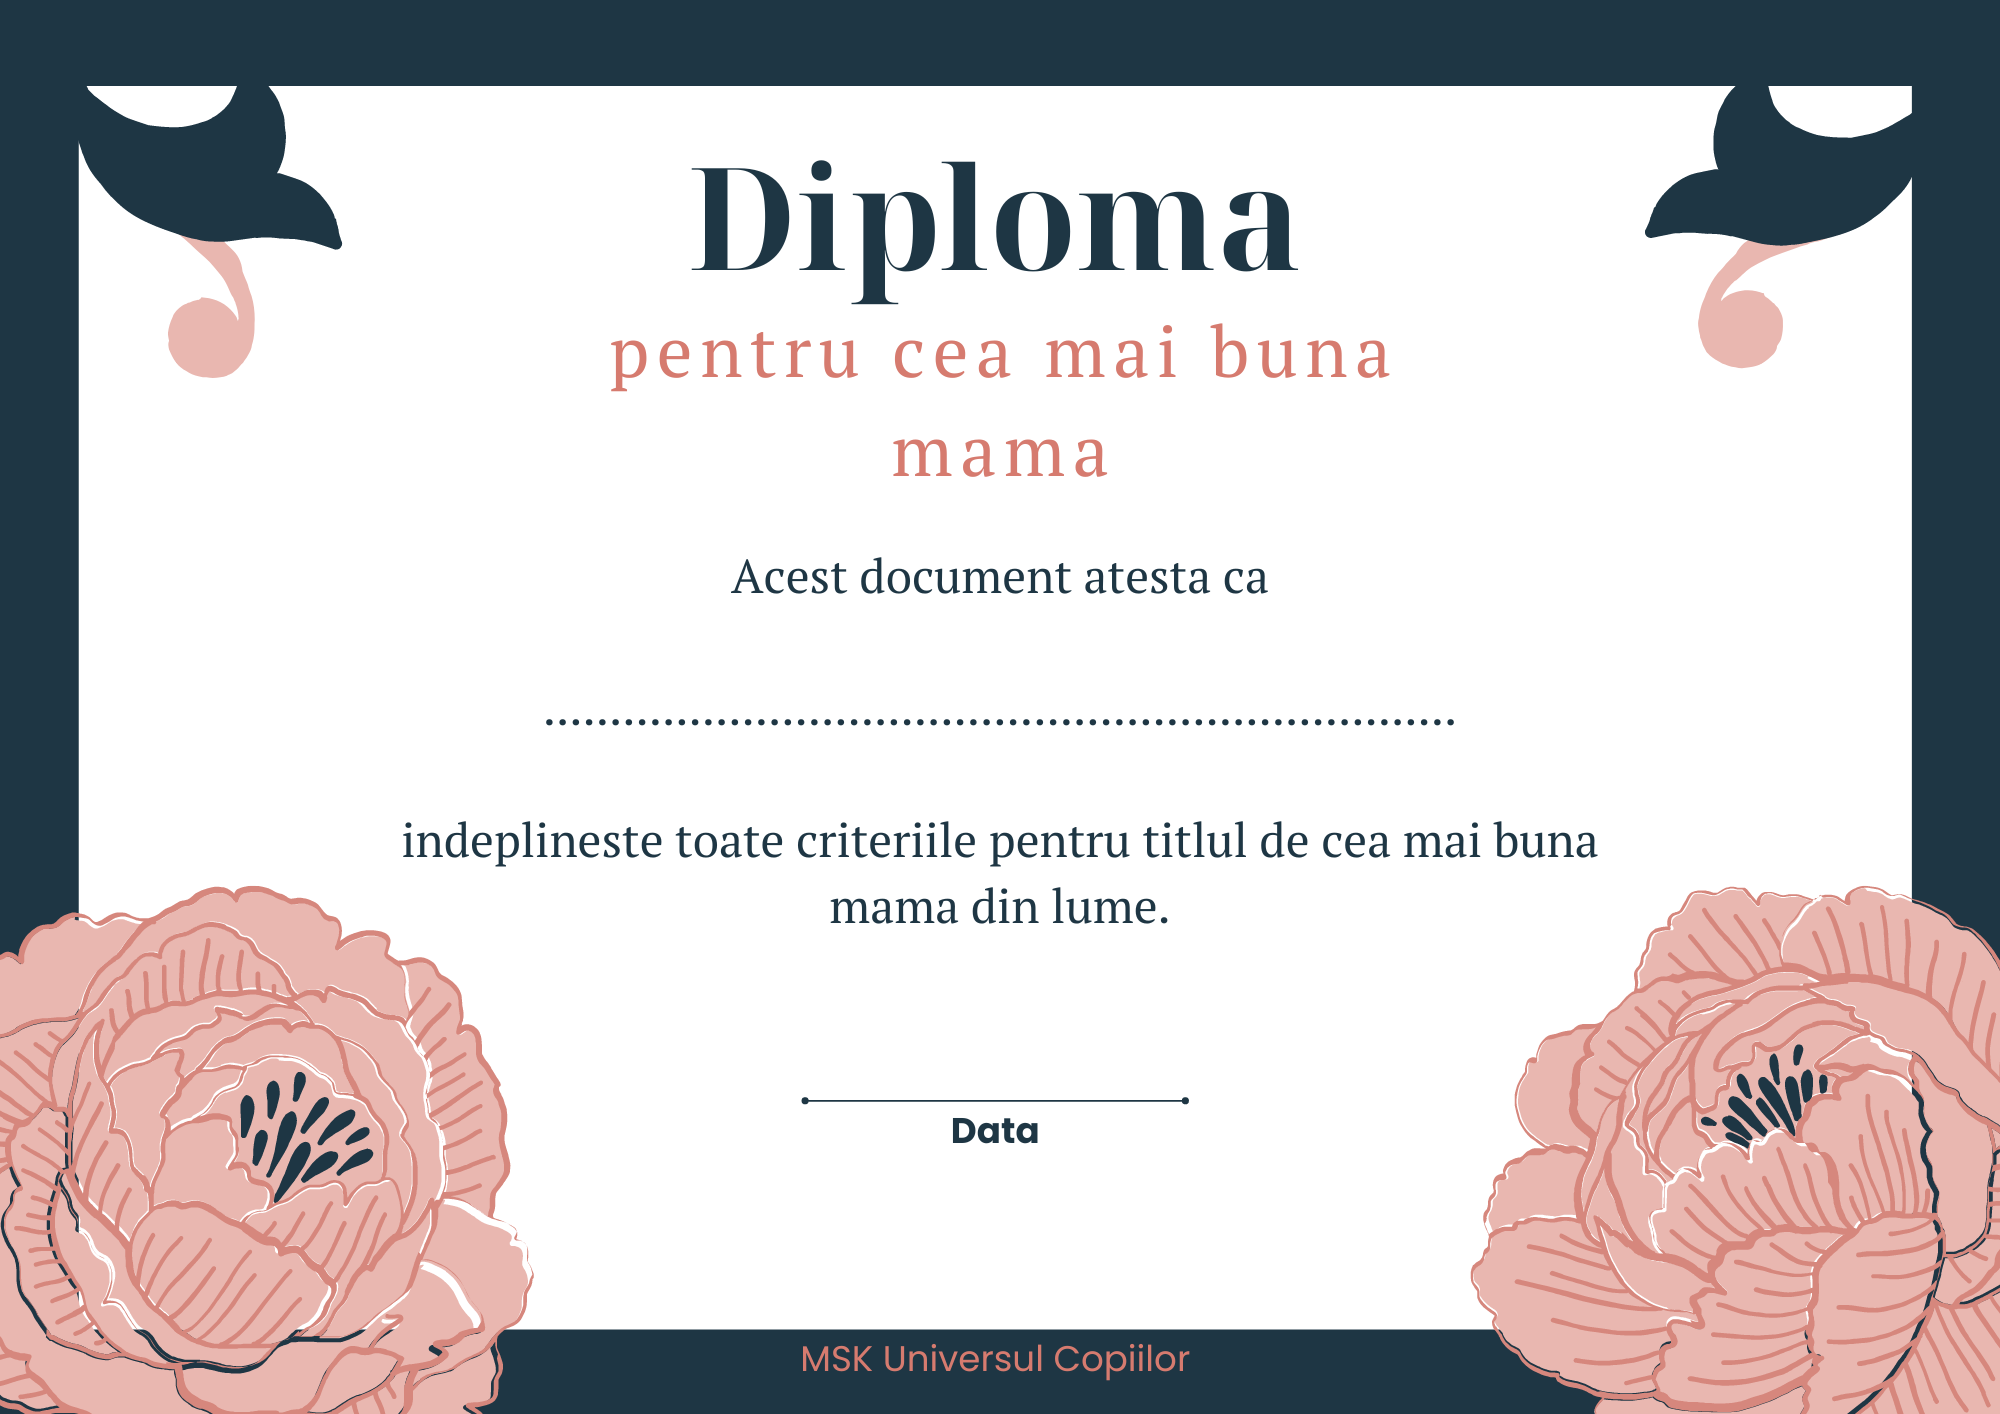 Diploma
pentru cea mai buna
mama
Acest document atesta ca
.....................................................................
indeplineste toate criteriile pentru titlul de cea mai buna
mama din lume.
Data
MSK Universul Copiilor